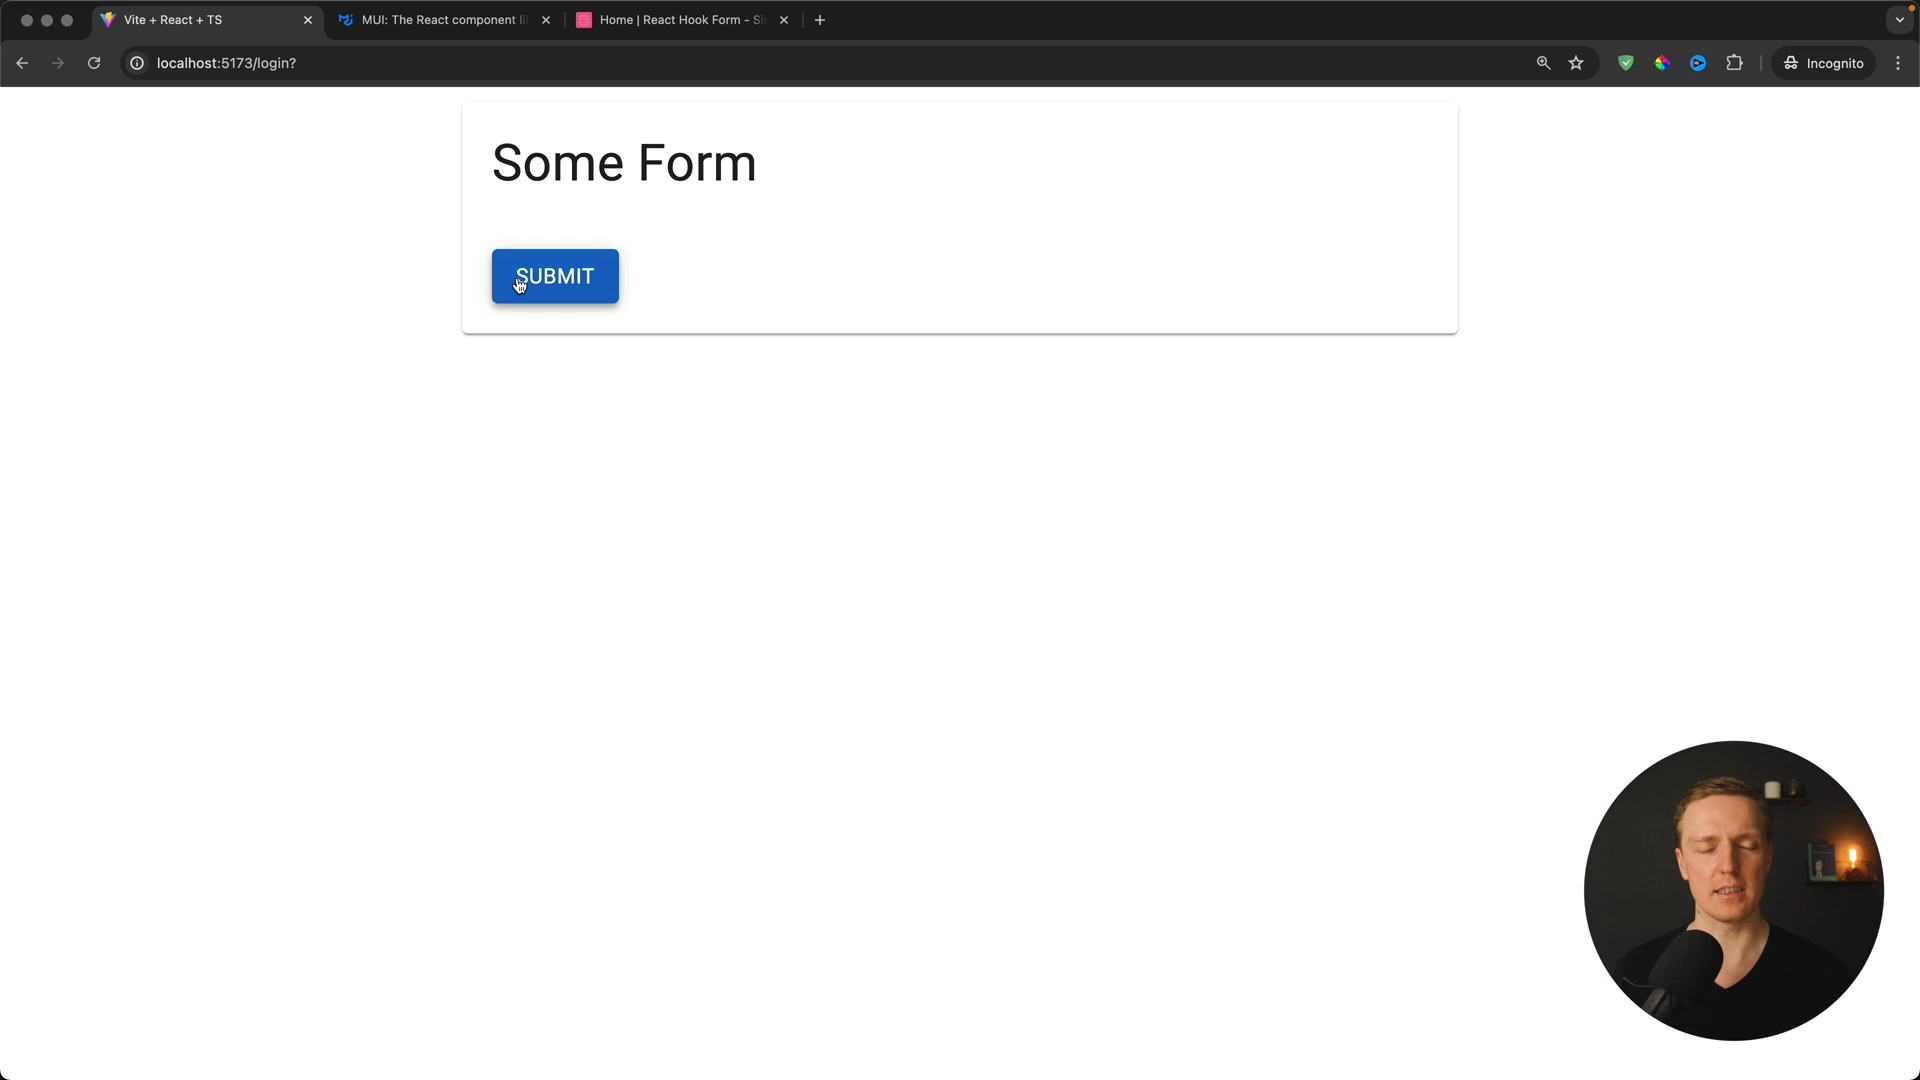 Vite + React + TS
MUI: The React component li
Home | React Hook Form - Si
localhost:5173/login?
Incognito
Some Form
SUBMIT